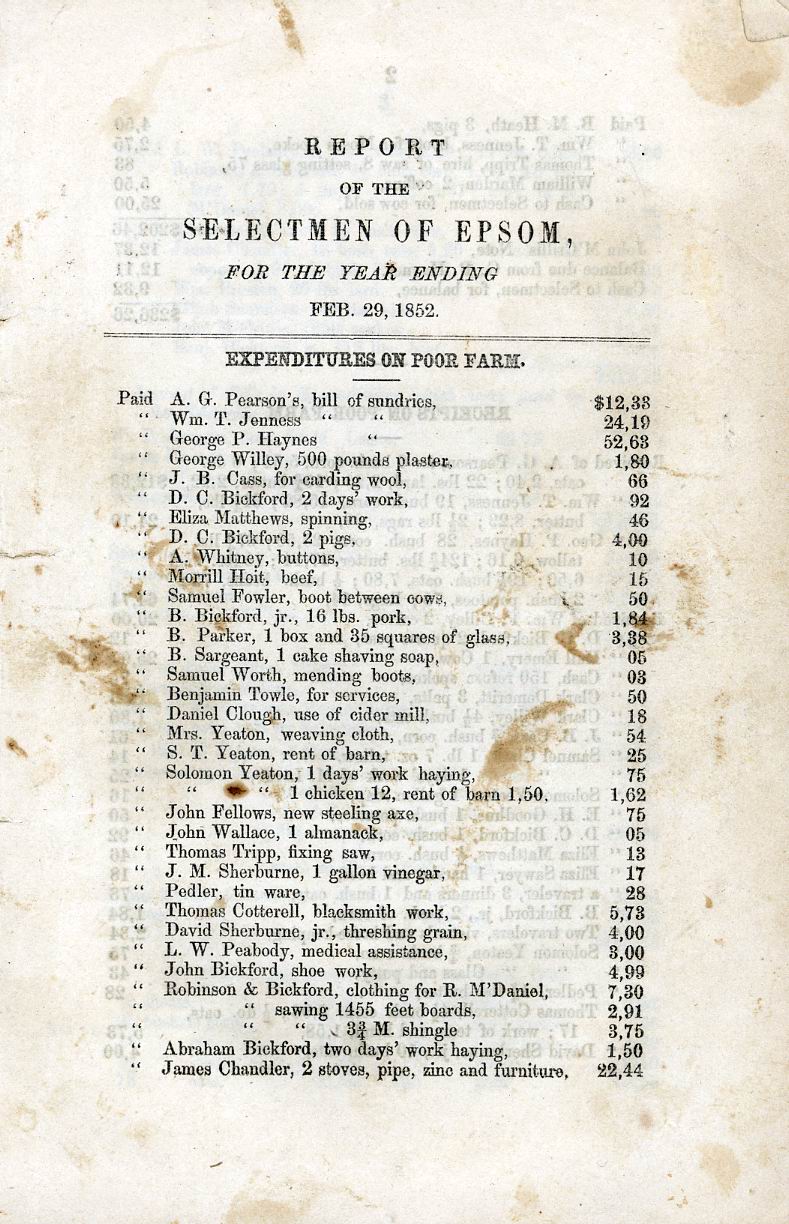 REPORT
OF THE
SELECTMEN OF EPSOM,
FOR THE YEAR ENDING
FEB. 29, 1852.
EXPENDITURES ON POOR FARM.
Paid A. G. Pearson's, bill of sundries, $12,33
“ Wm. T. Jenness “ “ 24,19
“ George P. Haynes “ 52,63
“ George Willey, 500 pounds plaster, 1,80
“ J. B. Cass, for carding wool, 66
“ D. C. Bickford, 2 days' work, 92
“ Eliza Matthews, spinning, 46
“ D. C. Bickford, 2 pigs, 4,00
“ A. Whitney, buttons, 10
“ Morrill Hoit, beef, 15
“ Samuel Fowler, boot between cows, 50
“ B. Bickford, jr., 16 lbs. pork, 1,84
“ B. Parker, 1 box and 35 squares of glass, 3,38
“ B. Sargeant, 1 cake shaving soap, 05
“ Samuel Worth, mending boots, 03
“ Benjamin Towle, for services, 50
“ Daniel Clough, use of cider mill, 18
“ Mrs. Yeaton, weaving cloth, 54
“ S. T. Yeaton, rent of barn, 25
“ Solomon Yeaton, 1 days' work haying, 75
“ “ “ 1 chicken 12, rent of barn 1,50, 1,62
“ John Fellows, new steeling axe, 75
“ John Wallace, 1 almanack, 05
“ Thomas Tripp, fixing saw, 13
“ J. M. Sherburne, 1 gallon vinegar, 17
“ Pedler, tin ware, 28
“ Thomas Cotterell, blacksmith work, 5,73
“ David Sherburne, jr., threshing grain, 4,00
“ L. W. Peabody, medical assistance, 3,00
“ John Bickford, shoe work, 4,99
“ Robinson & Bickford, clothing for R. M'Daniel, 7,30
“ “ sawing 1455 feet boards, 2,91
“ “ “ 3¾ M. shingle 3,75
“ Abraham Bickford, two days' work haying, 1,50
“ James Chandler, 2 stoves, pipe, zinc and furniture, 22,44